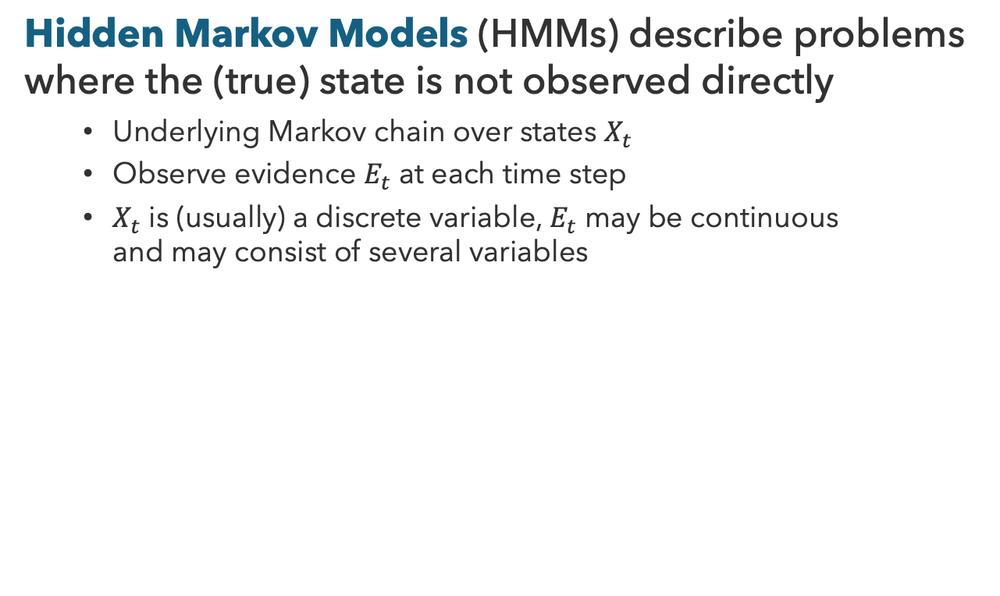 Hidden Markov Models (HMMs) describe problems
where the (true) state is not observed directly
• Underlying Markov chain over states Xₜ
• Observe evidence Eₜ at each time step
• Xₜ is (usually) a discrete variable, Eₜ may be continuous
and may consist of several variables